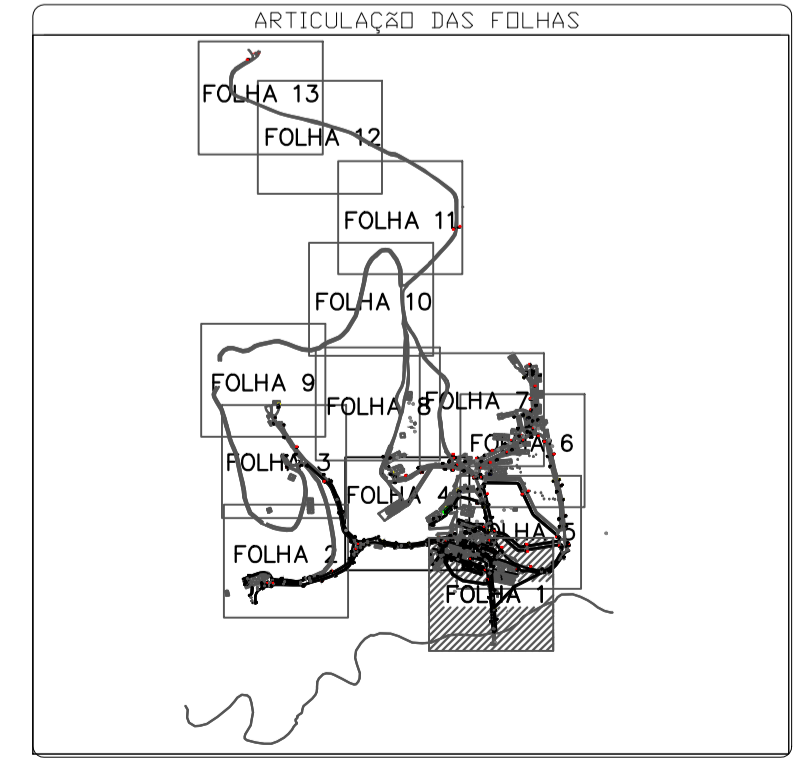 ARTICULAÇÃO DAS FOLHAS
FOLHA 13
FOLHA 12
FOLHA 11
FOLHA 10
FOLHA 9
FOLHA 8
FOLHA 7
FOLHA 6
FOLHA 3
FOLHA 4
FOLHA 5
FOLHA 2
FOLHA 1